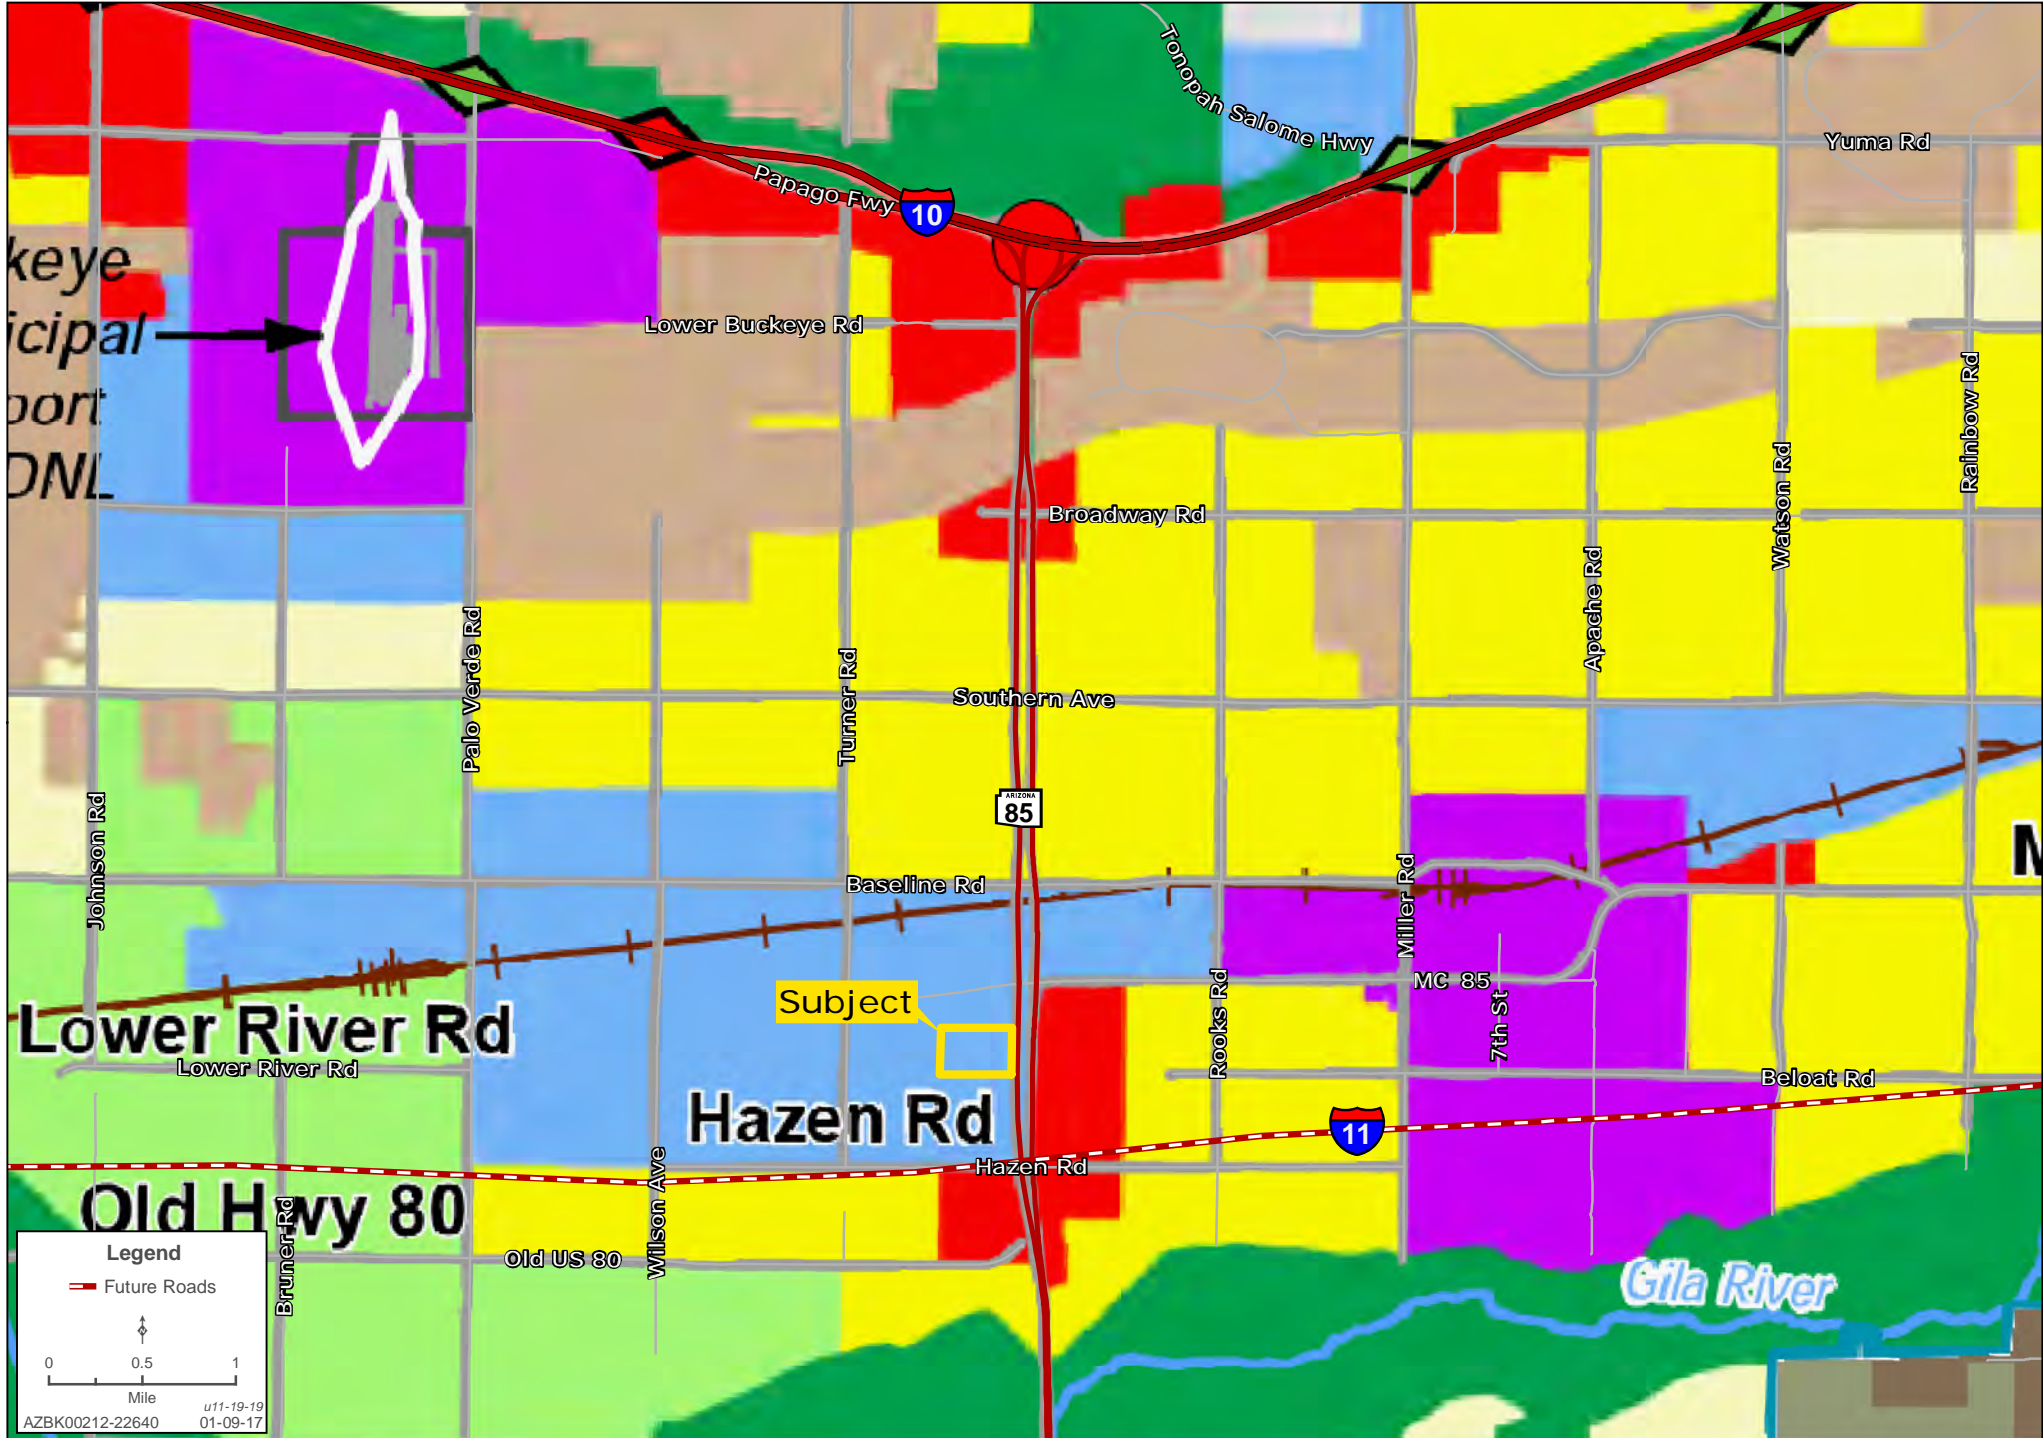 Tonopah Salome Hwy
Yuma Rd
Papago Fwy
10
keye
icipal
port
DNL
Lower Buckeye Rd
Rainbow Rd
Watson Rd
Broadway Rd
Apache Rd
Palo Verde Rd
Turner Rd
Southern Ave
ARIZONA
85
Johnson Rd
Baseline Rd
Miller Rd
M
MC 85
Rooks Rd
7th St
Subject
Lower River Rd
Lower River Rd
Beloat Rd
Hazen Rd
11
Hazen Rd
Wilson Ave
Old Hwy 80
Bruner Rd
Old US 80
Gila River
Legend
Future Roads
0 0.5 1
Mile
u11-19-19
AZBK00212-22640 01-09-17